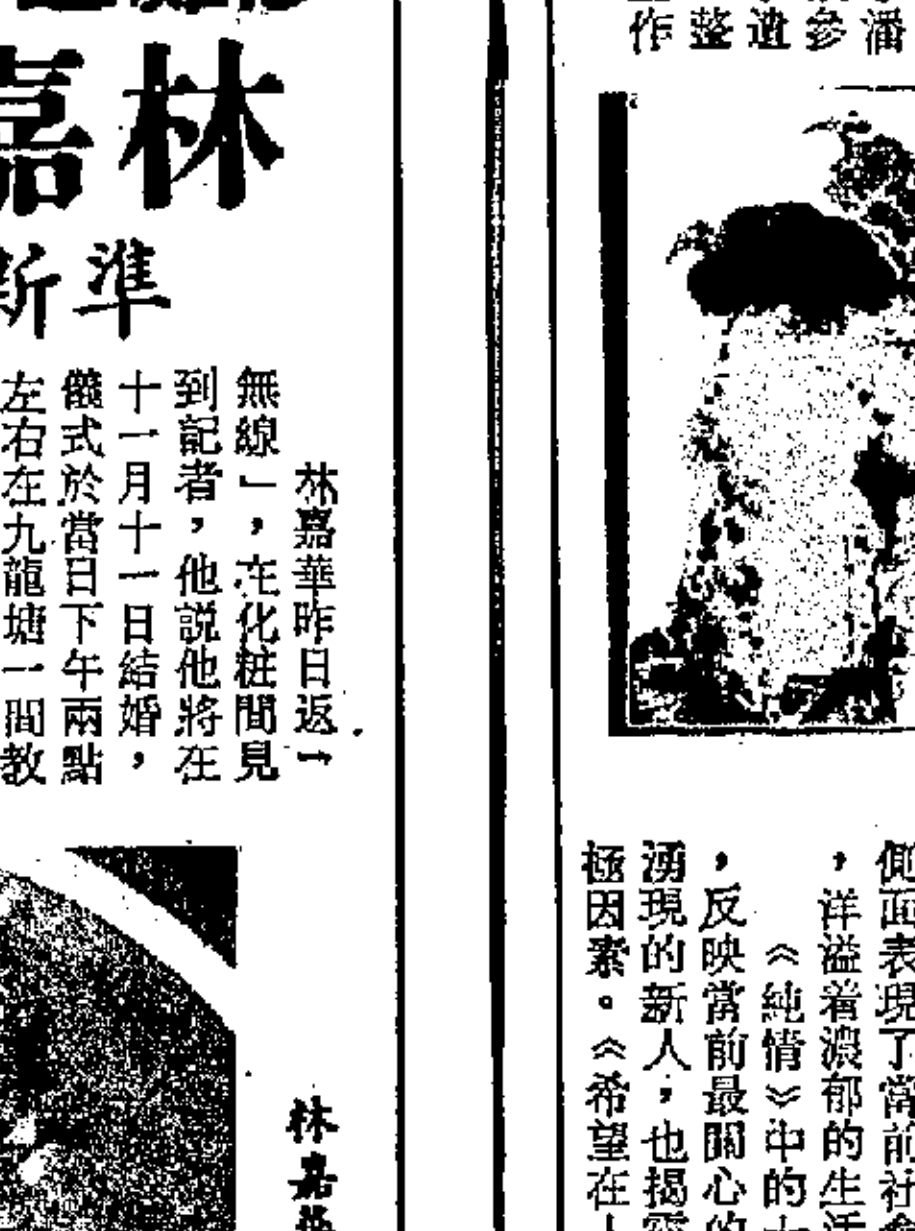 作整遺參潘
嘉林
新準
林嘉華昨日返「
無線」，在化粧間見
到記者，他説他將在
十一月十一日結婚，
儀式於當日下午兩點
左右在九龍塘一間教
林嘉
側面表現了當前社
，洋溢着濃郁的生活
《純情》中的
，反映當前最關心的
湧現的新人，也揭
極因素。《希望在